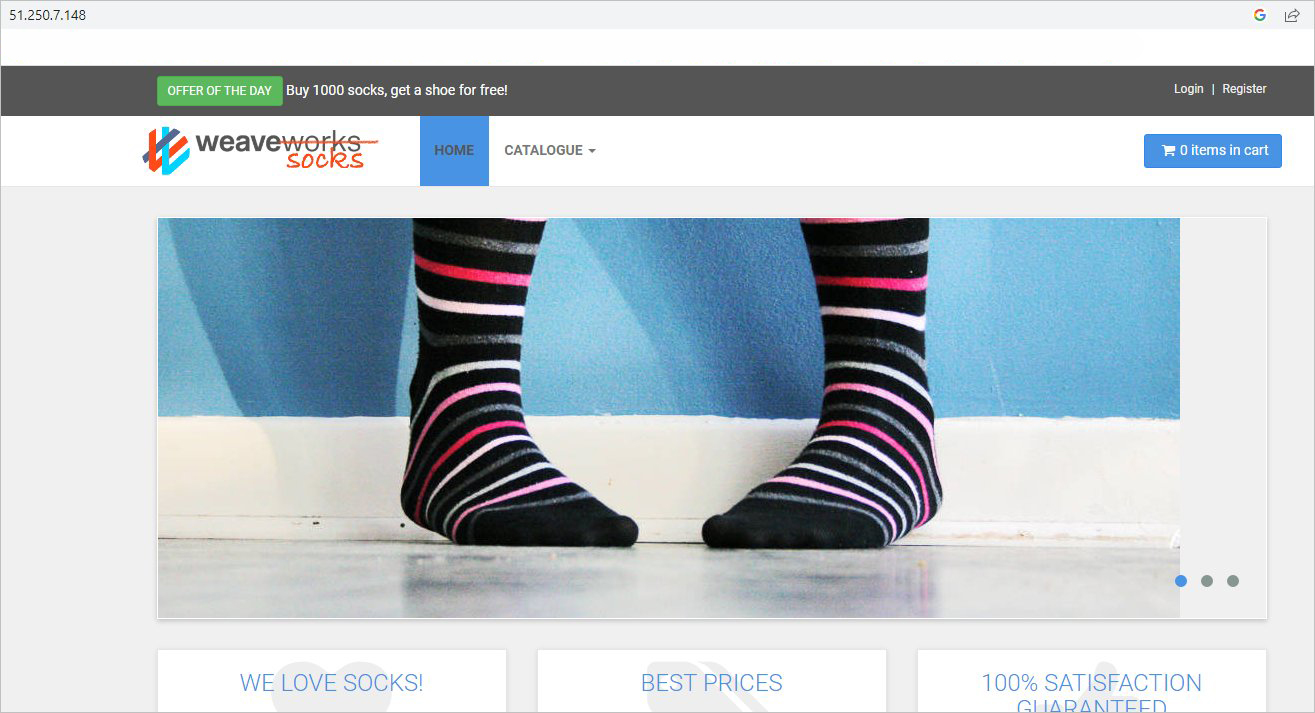 51.250.7.148
OFFER OF THE DAY Buy 1000 socks, get a shoe for free!
Login | Register
weaveworks
socks
HOME
CATALOGUE
0 items in cart
WE LOVE SOCKS!
BEST PRICES
100% SATISFACTION
GUARANTEED